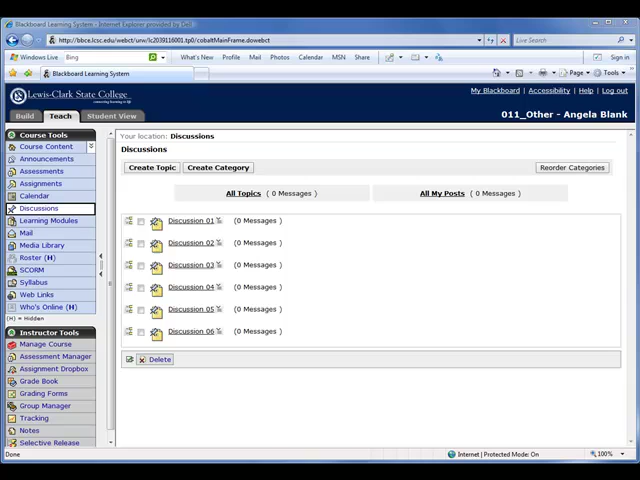 Blackboard Learning System - Internet Explorer provided by Dell
http://bbce.lcsc.edu/webct/urw/lc2039116001.tp0/cobaltMainFrame.dowebct
Live Search
Windows Live Bing What's New Profile Mail Photos Calendar MSN Share Sign in
Blackboard Learning System Page Tools
My Blackboard Accessibility Help Log out
Lewis-Clark State College
connecting learning to life
011_Other - Angela Blank
Build Teach Student View
Course Tools
Course Content
Announcements
Assessments
Assignments
Calendar
Discussions
Learning Modules
Mail
Media Library
Roster (H)
SCORM
Syllabus
Web Links
Who's Online (H)
(H) = Hidden
Instructor Tools
Manage Course
Assessment Manager
Assignment Dropbox
Grade Book
Grading Forms
Group Manager
Tracking
Notes
Selective Release
Your location: Discussions
Discussions
Create Topic Create Category Reorder Categories
All Topics ( 0 Messages ) All My Posts ( 0 Messages )
Discussion 01 (0 Messages )
Discussion 02 (0 Messages )
Discussion 03 (0 Messages )
Discussion 04 (0 Messages )
Discussion 05 (0 Messages )
Discussion 06 (0 Messages )
Delete
Done Internet | Protected Mode: On 100%